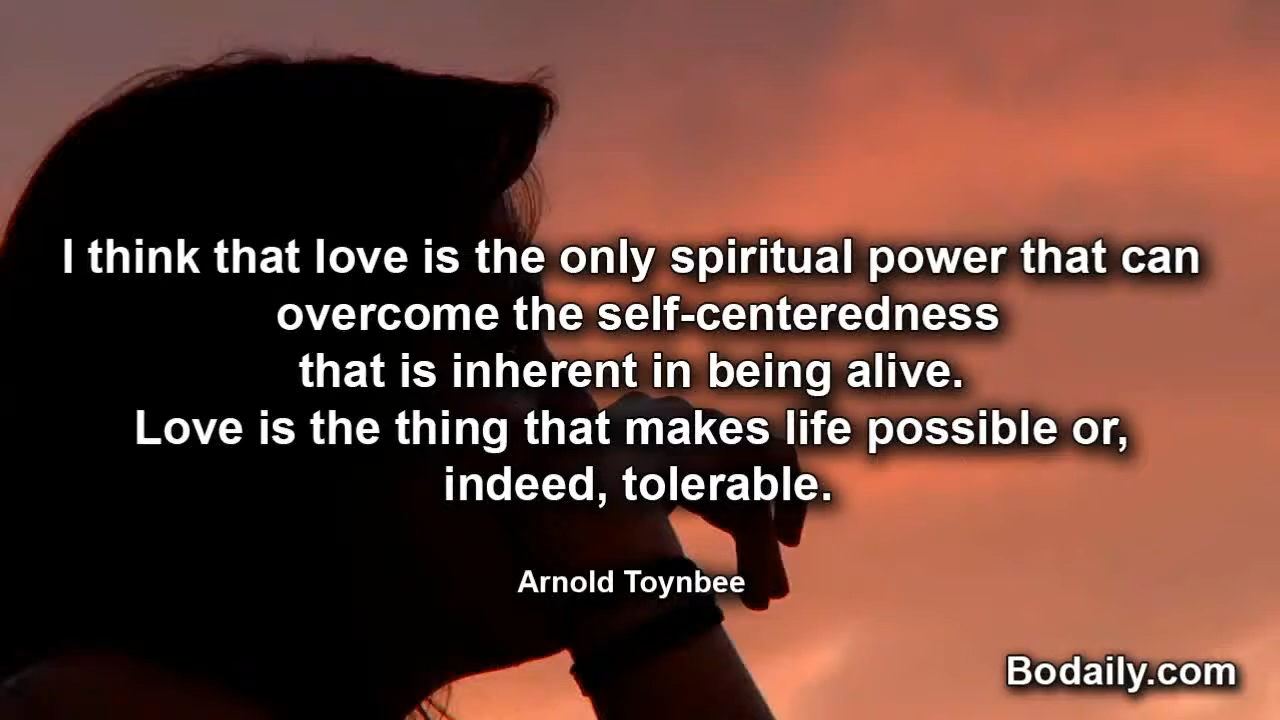 I think that love is the only spiritual power that can
overcome the self-centeredness
that is inherent in being alive.
Love is the thing that makes life possible or,
indeed, tolerable.
Arnold Toynbee
Bodaily.com